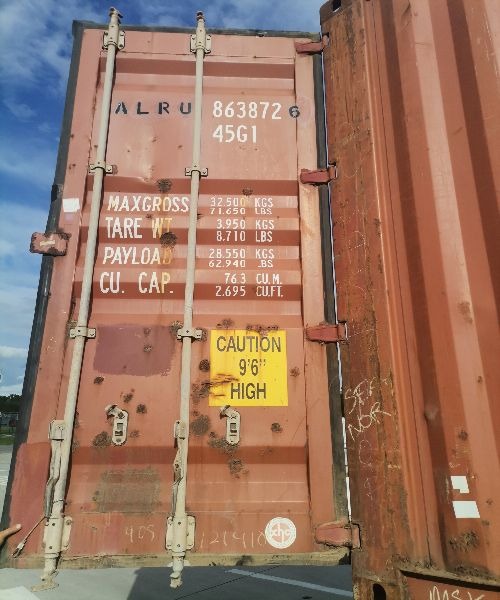 ALRU 863872 6
45G1
MAXGROSS 32.500 KGS
71.650 LBS
TARE WT 3.950 KGS
8.710 LBS
PAYLOAD 28.550 KGS
62.940 LBS
CU. CAP. 76.3 CU.M.
2.695 CU.FT.
CAUTION
9'6"
HIGH